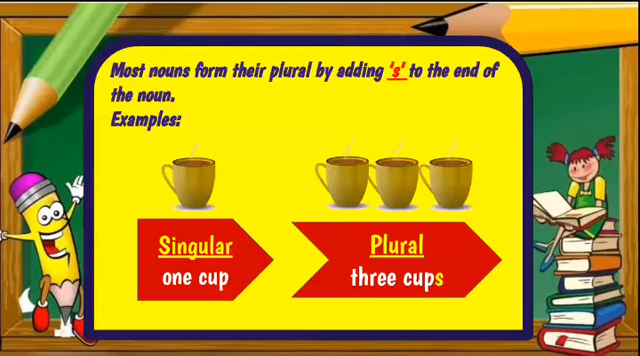 Most nouns form their plural by adding 's' to the end of
the noun.
Examples:
Singular
one cup
Plural
three cups